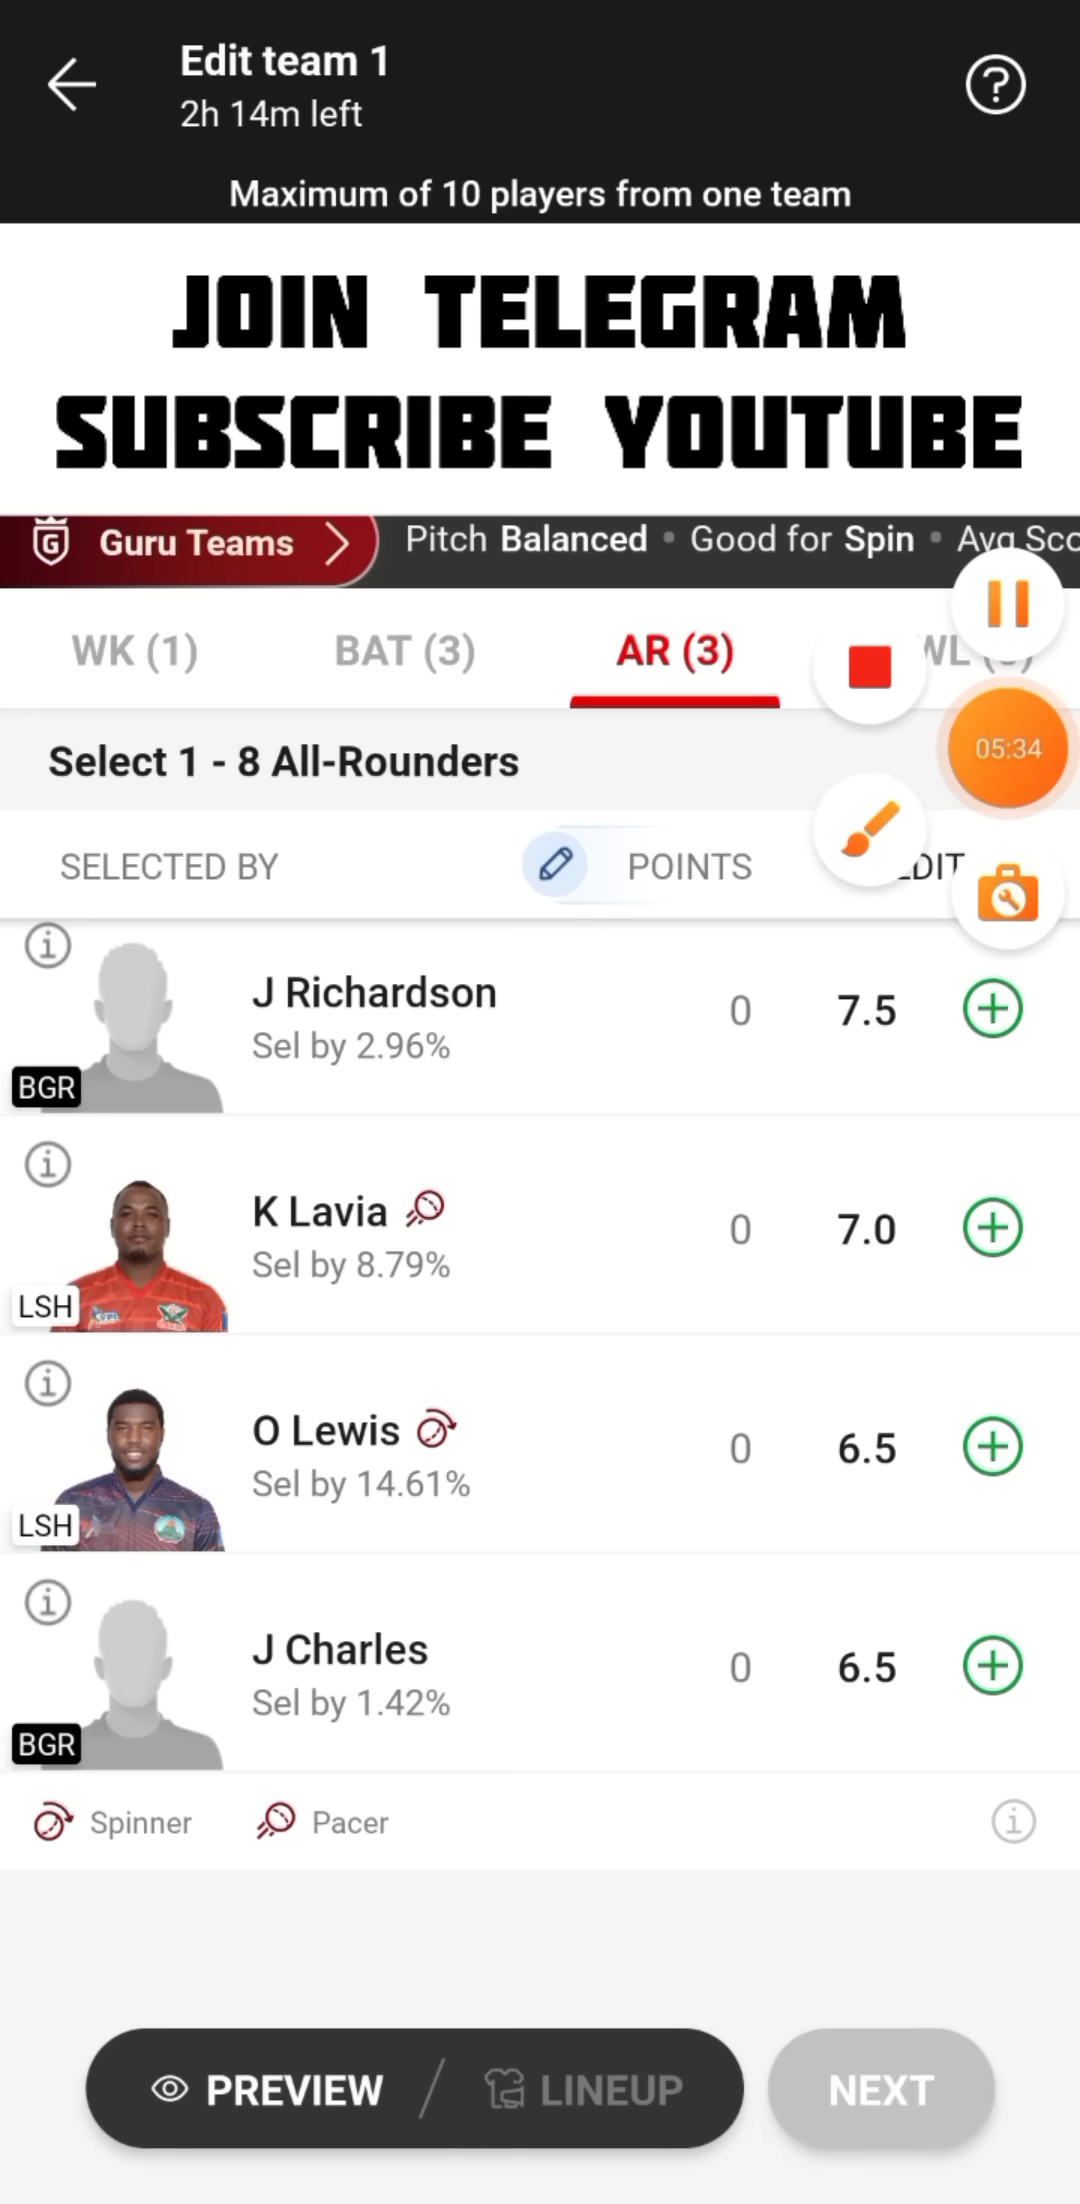 Edit team 1
2h 14m left
Maximum of 10 players from one team
JOIN TELEGRAM
SUBSCRIBE YOUTUBE
Guru Teams
Pitch Balanced • Good for Spin • Avg Sco
WK (1) BAT (3) AR (3)
05:34
Select 1 - 8 All-Rounders
SELECTED BY POINTS
J Richardson 0 7.5
Sel by 2.96%
BGR
K Lavia 0 7.0
Sel by 8.79%
LSH
O Lewis 0 6.5
Sel by 14.61%
LSH
J Charles 0 6.5
Sel by 1.42%
BGR
Spinner Pacer
PREVIEW / LINEUP NEXT